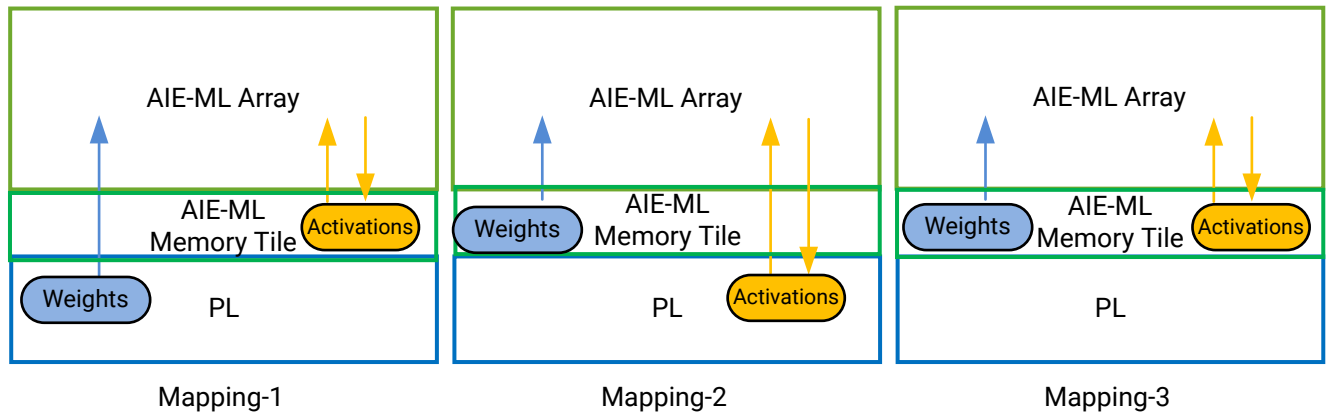 AIE-ML Array
AIE-ML
Memory Tile
Activations
Weights
PL
Mapping-1
AIE-ML Array
Weights
AIE-ML
Memory Tile
PL
Activations
Mapping-2
AIE-ML Array
Weights
AIE-ML
Memory Tile
Activations
PL
Mapping-3